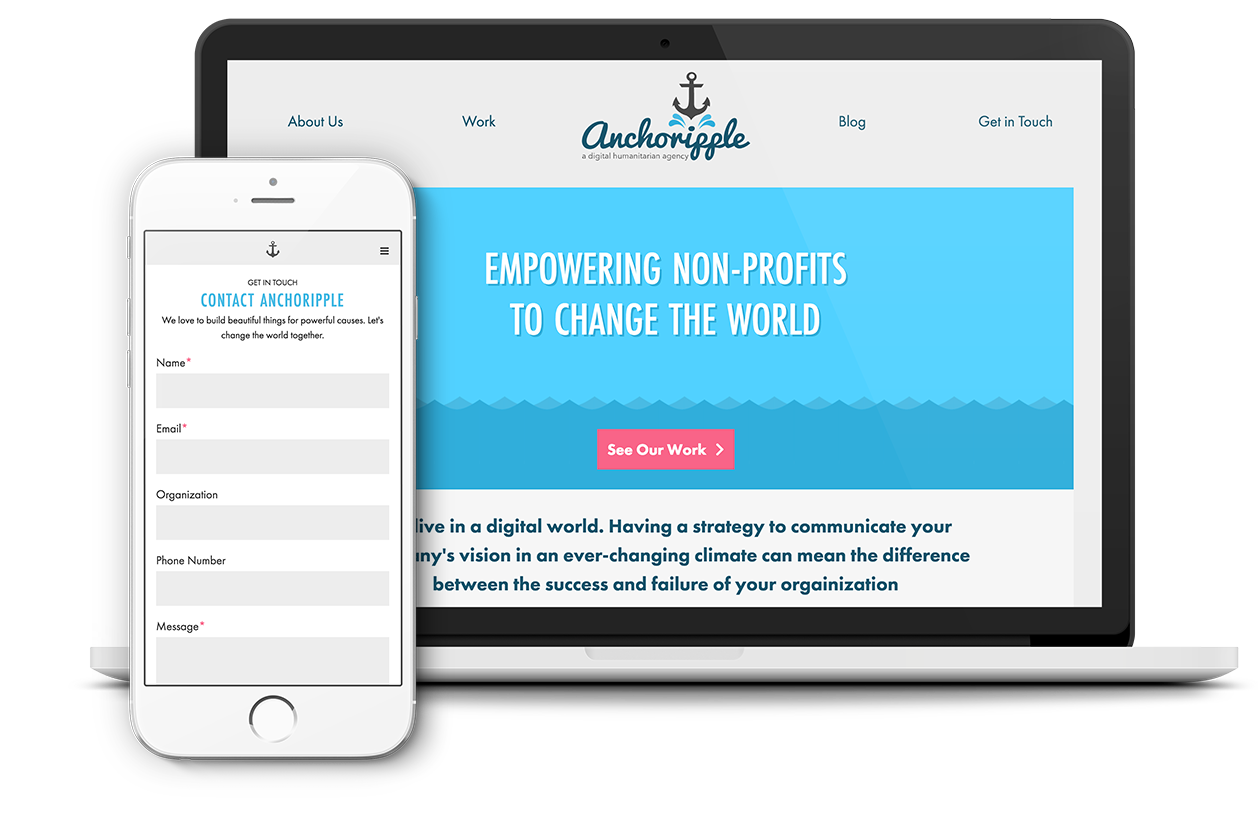 About Us
Work
Anchoripple
a digital humanitarian agency
Blog
Get in Touch
EMPOWERING NON-PROFITS
TO CHANGE THE WORLD
See Our Work
live in a digital world. Having a strategy to communicate your
any's vision in an ever-changing climate can mean the difference
between the success and failure of your orgainization
GET IN TOUCH
CONTACT ANCHORIPPLE
We love to build beautiful things for powerful causes. Let's
change the world together.
Name*
Email*
Organization
Phone Number
Message*